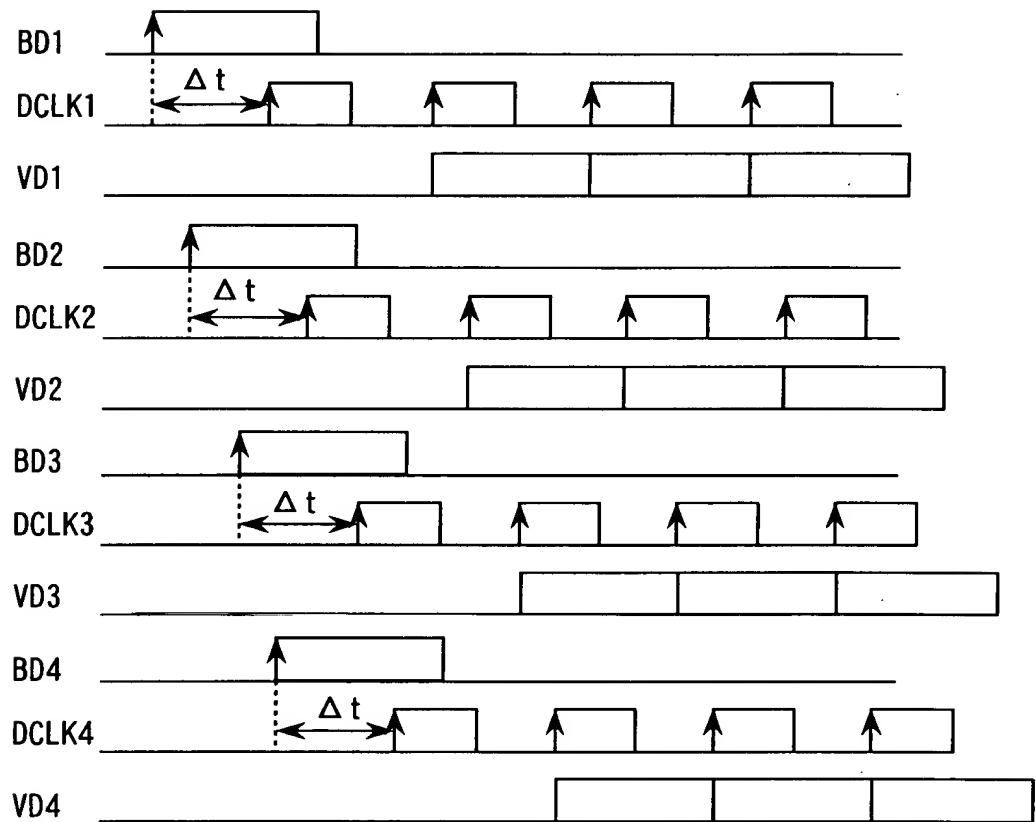 BD1
Δt
DCLK1
VD1
BD2
Δt
DCLK2
VD2
BD3
Δt
DCLK3
VD3
BD4
Δt
DCLK4
VD4